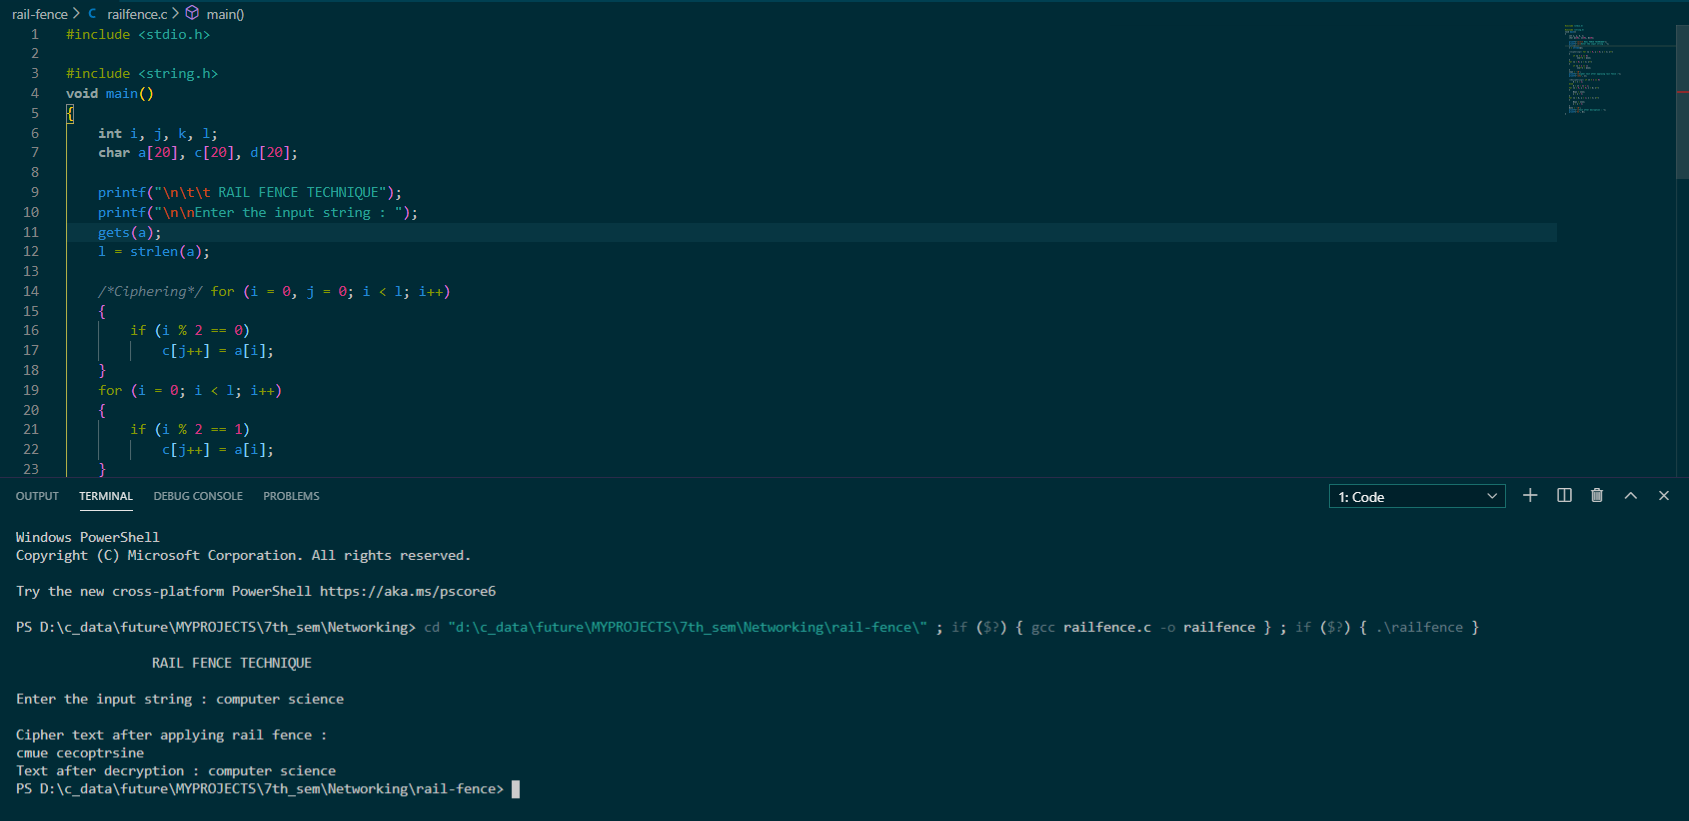 rail-fence > C railfence.c > main()
1 #include <stdio.h>
2
3 #include <string.h>
4 void main()
5 {
6     int i, j, k, l;
7     char a[20], c[20], d[20];
8
9     printf("\n\t\t RAIL FENCE TECHNIQUE");
10     printf("\n\nEnter the input string : ");
11     gets(a);
12     l = strlen(a);
13
14     /*Ciphering*/ for (i = 0, j = 0; i < l; i++)
15     {
16         if (i % 2 == 0)
17             c[j++] = a[i];
18     }
19     for (i = 0; i < l; i++)
20     {
21         if (i % 2 == 1)
22             c[j++] = a[i];
23     }
OUTPUT TERMINAL DEBUG CONSOLE PROBLEMS 1: Code
Windows PowerShell
Copyright (C) Microsoft Corporation. All rights reserved.
Try the new cross-platform PowerShell https://aka.ms/pscore6
PS D:\c_data\future\MYPROJECTS\7th_sem\Networking> cd "d:\c_data\future\MYPROJECTS\7th_sem\Networking\rail-fence\" ; if ($?) { gcc railfence.c -o railfence } ; if ($?) { .\railfence }
RAIL FENCE TECHNIQUE
Enter the input string : computer science
Cipher text after applying rail fence :
cmue cecoptrsine
Text after decryption : computer science
PS D:\c_data\future\MYPROJECTS\7th_sem\Networking\rail-fence>